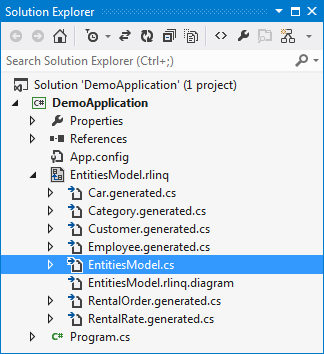 Solution Explorer
Search Solution Explorer (Ctrl+;)
Solution 'DemoApplication' (1 project)
C# DemoApplication
Properties
References
App.config
EntitiesModel.rlinq
Car.generated.cs
Category.generated.cs
Customer.generated.cs
Employee.generated.cs
EntitiesModel.cs
EntitiesModel.rlinq.diagram
RentalOrder.generated.cs
RentalRate.generated.cs
C# Program.cs